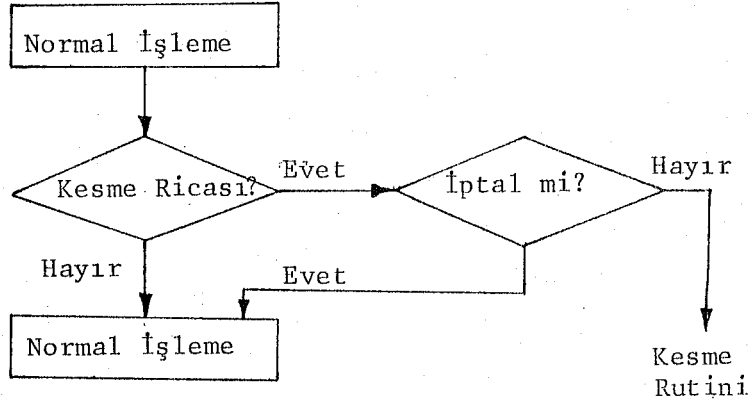 Normal İşleme
Kesme Ricası?
Evet
İptal mi?
Hayır
Hayır
Evet
Normal İşleme
Kesme
Rutini